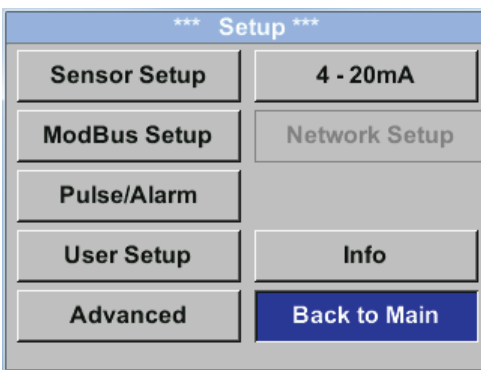 *** Setup ***
Sensor Setup
4 - 20mA
ModBus Setup
Network Setup
Pulse/Alarm
User Setup
Info
Advanced
Back to Main